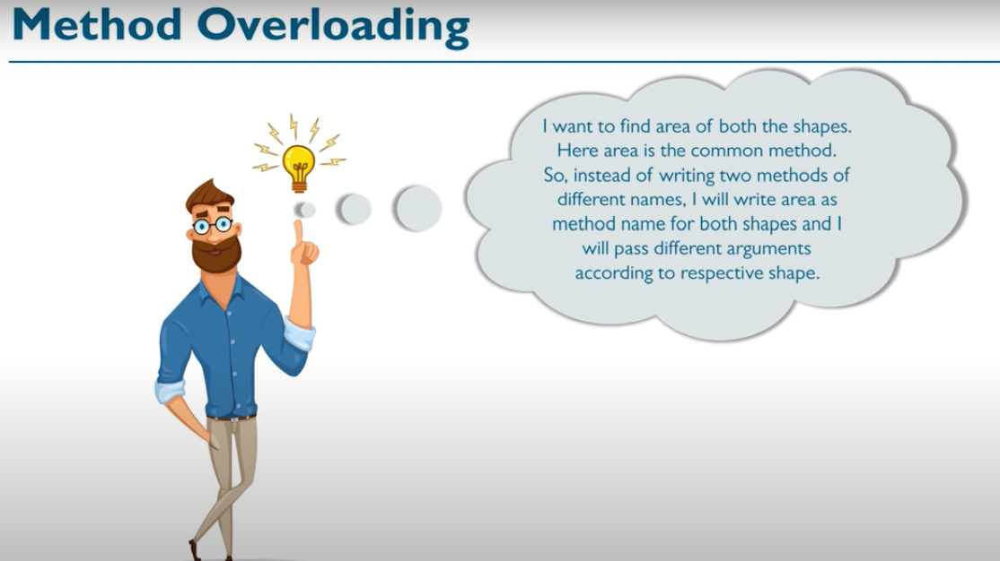 Method Overloading
I want to find area of both the shapes.
Here area is the common method.
So, instead of writing two methods of
different names, I will write area as
method name for both shapes and I
will pass different arguments
according to respective shape.